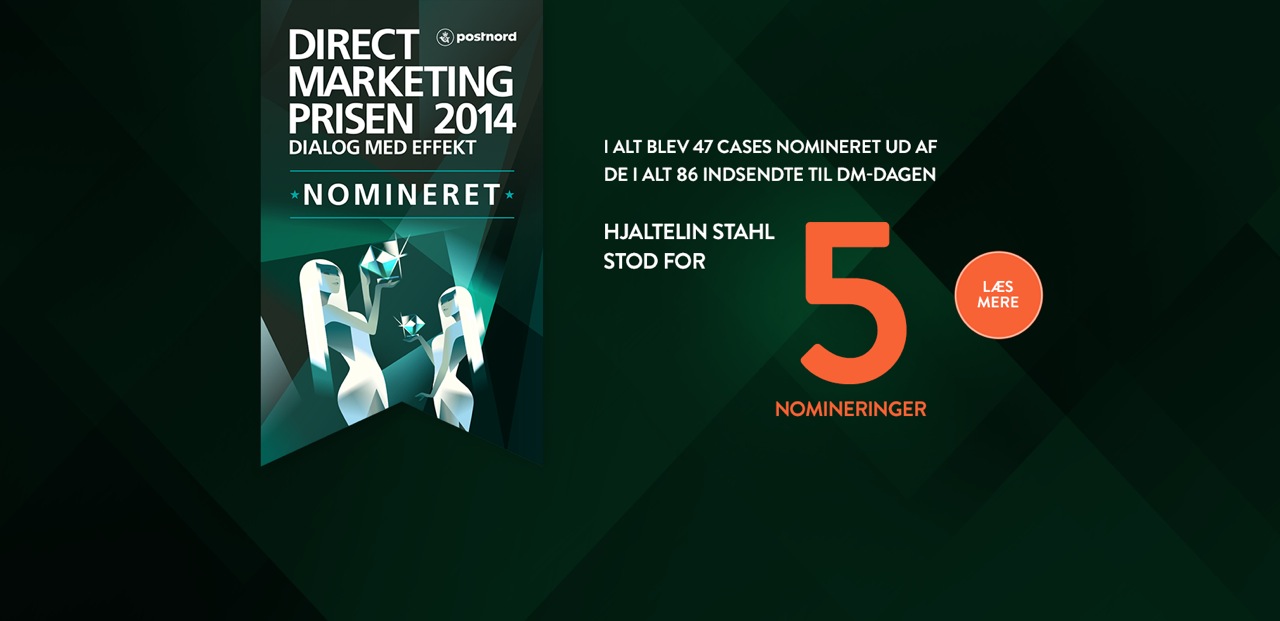 DIRECT
postnord
MARKETING
PRISEN 2014
DIALOG MED EFFEKT
NOMINERET
I ALT BLEV 47 CASES NOMINERET UD AF
DE I ALT 86 INDSENDTE TIL DM-DAGEN
HJALTELIN STAHL
STOD FOR
5
NOMINERINGER
LÆS
MERE